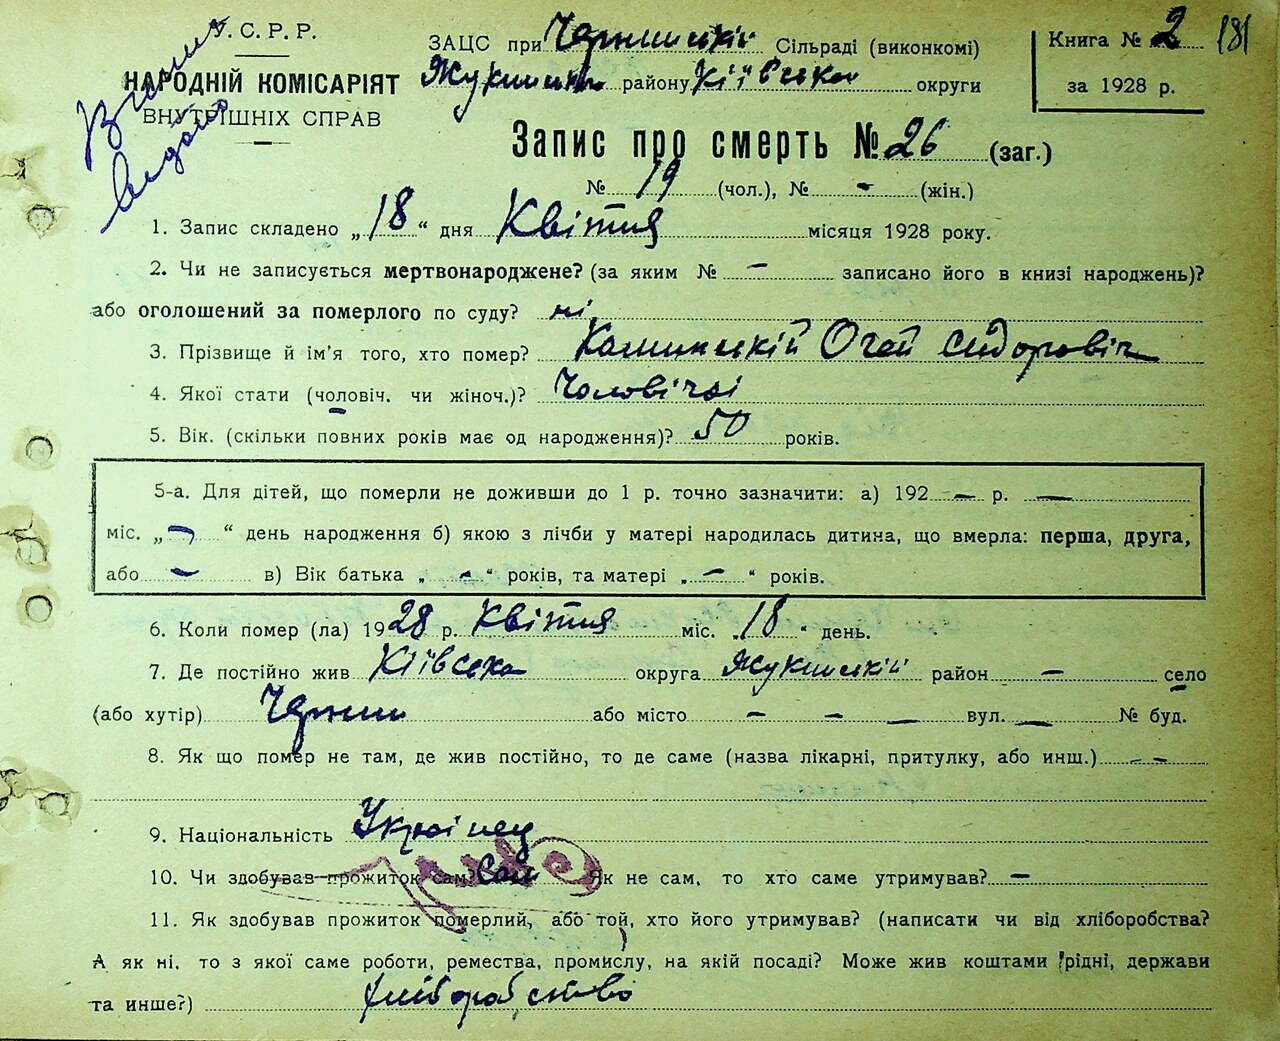 У.С.Р.Р.
НАРОДНІЙ КОМІСАРІЯТ
ВНУТРІШНІХ СПРАВ
ЗАЦС при Сільраді (виконкомі)
району Київська округи
Книга № 2 181
за 1928 р.
Запис про смерть № 26 (заг.)
№ 19 (чол.), № - (жін.)
1. Запис складено „18“ дня Квітня місяця 1928 року.
2. Чи не записується мертвонароджене? (за яким № — записано його в книзі народжень)?
або оголошений за померлого по суду? ні
3. Прізвище й ім'я того, хто помер? Сидорович
4. Якої стати (чоловіч. чи жіноч.)? Чоловічої
5. Вік. (скільки повних років має од народження)? 50 років.
5-а. Для дітей, що померли не доживши до 1 р. точно зазначити: а) 192 — р. —
міс. „—“ день народження б) якою з лічби у матері народилась дитина, що вмерла: перша, друга,
або — в) Вік батька „-“ років, та матері „—“ років.
6. Коли помер (ла) 1928 р. Квітня міс. „18“ день.
7. Де постійно жив Київська округа район — село
(або хутір) або місто — — — вул. — № буд.
8. Як що помер не там, де жив постійно, то де саме (назва лікарні, притулку, або инш.) — —
9. Національність Українец
10. Чи здобував прожиток сам? Сам Як не сам, то хто саме утримував? —
11. Як здобував прожиток померлий, або той, хто його утримував? (написати чи від хліборобства?
А як ні, то з якої саме роботи, ремества, промислу, на якій посаді? Може жив коштами рідні, держави
та инше?) хліборобство